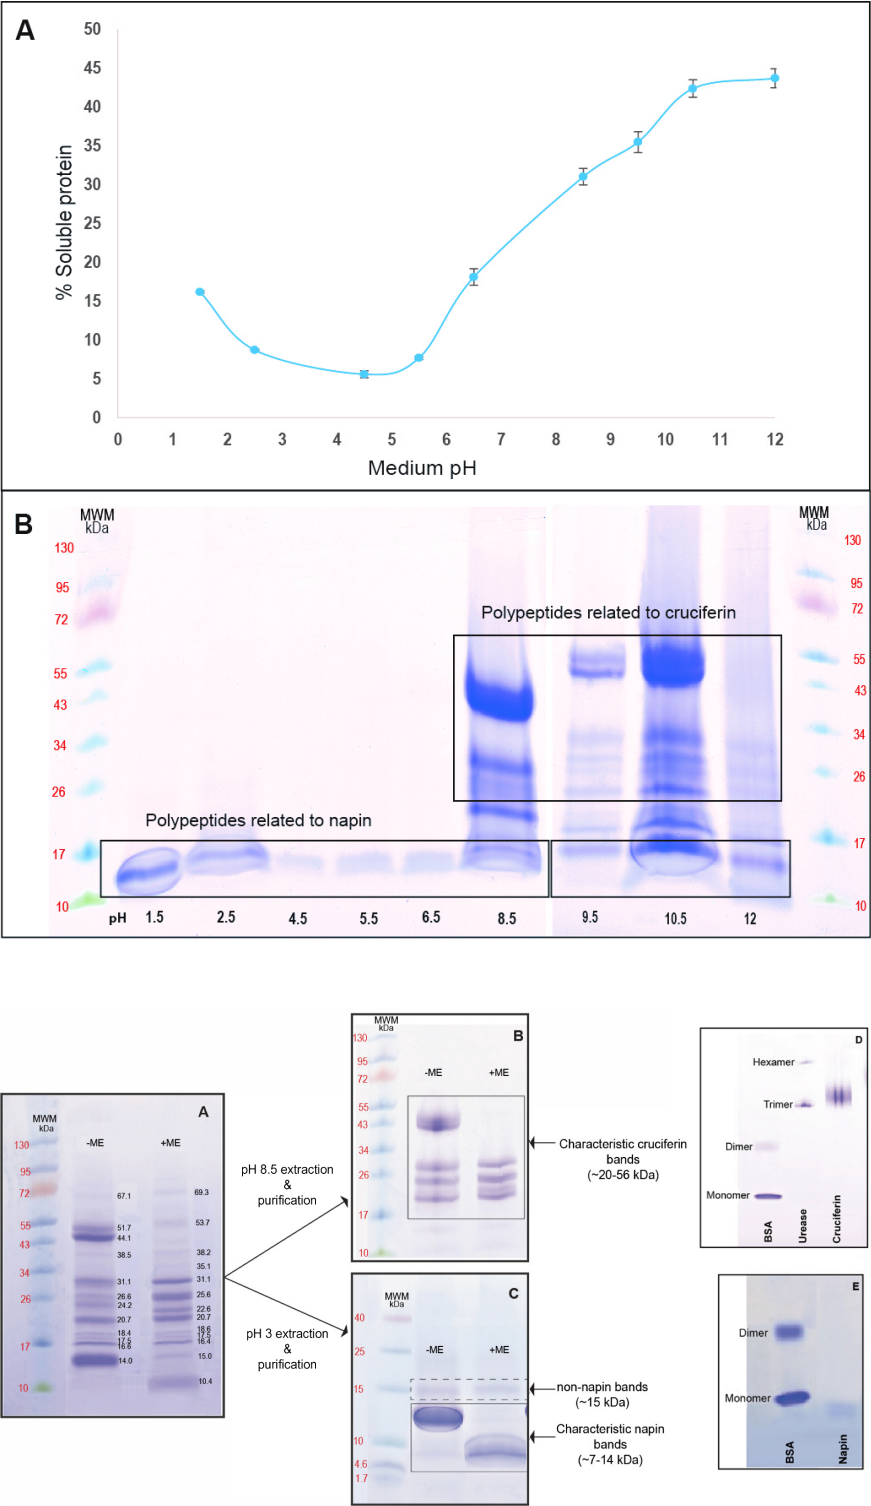 A
50
45
40
35
30
25
20
15
10
5
0
% Soluble protein
0 1 2 3 4 5 6 7 8 9 10 11 12
Medium pH
B
MWM
kDa
130
95
72
55
43
34
26
17
10
Polypeptides related to cruciferin
Polypeptides related to napin
MWM
kDa
130
95
72
55
43
34
26
17
10
pH 1.5 2.5 4.5 5.5 6.5 8.5 9.5 10.5 12
A
MWM
kDa
-ME +ME
130
95
72
55
43
34
26
17
10
67.1
51.7
44.1
38.5
31.1
26.6
24.2
20.7
18.4
17.5
16.6
14.0
69.3
53.7
38.2
35.1
31.1
25.6
22.6
20.7
18.6
17.5
16.4
15.0
10.4
pH 8.5 extraction
&
purification
pH 3 extraction
&
purification
B
MWM
kDa
-ME +ME
130
95
72
55
43
34
26
17
10
Characteristic cruciferin
bands
(~20-56 kDa)
C
MWM
kDa
-ME +ME
40
25
15
10
4.6
1.7
non-napin bands
(~15 kDa)
Characteristic napin
bands
(~7-14 kDa)
D
Hexamer
Trimer
Dimer
Monomer
BSA
Urease
Cruciferin
E
Dimer
Monomer
BSA
Napin